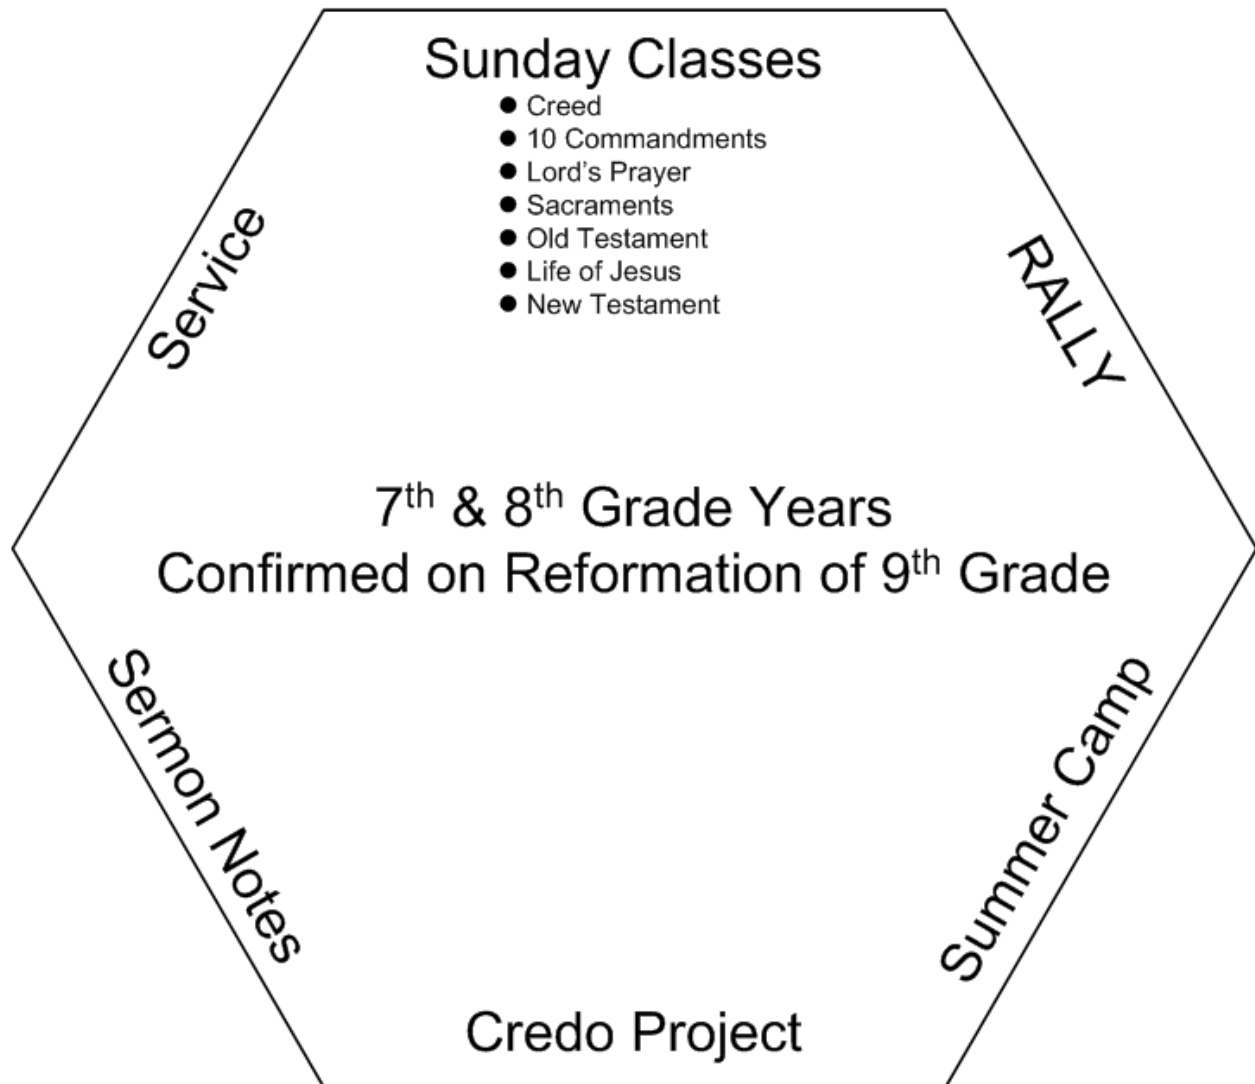 Sunday Classes
● Creed
● 10 Commandments
● Lord's Prayer
● Sacraments
● Old Testament
● Life of Jesus
● New Testament
Service
RALLY
7th & 8th Grade Years
Confirmed on Reformation of 9th Grade
Sermon Notes
Summer Camp
Credo Project